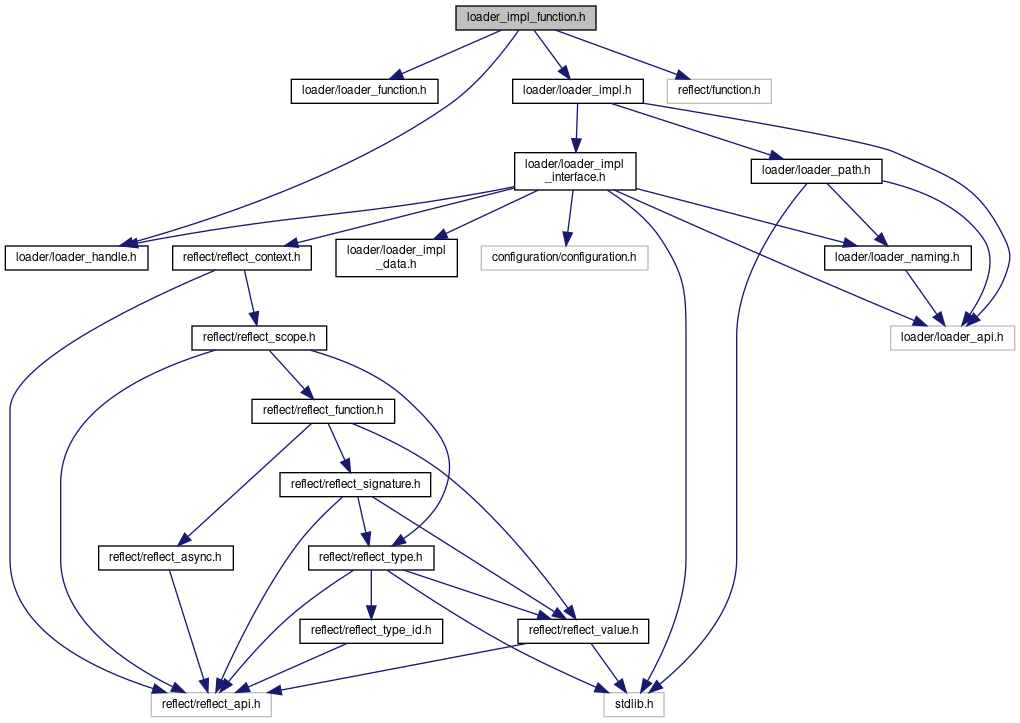 loader_impl_function.h
loader/loader_function.h
loader/loader_impl.h
reflect/function.h
loader/loader_impl
_interface.h
loader/loader_path.h
loader/loader_handle.h
reflect/reflect_context.h
loader/loader_impl
_data.h
configuration/configuration.h
loader/loader_naming.h
reflect/reflect_scope.h
loader/loader_api.h
reflect/reflect_function.h
reflect/reflect_signature.h
reflect/reflect_async.h
reflect/reflect_type.h
reflect/reflect_type_id.h
reflect/reflect_value.h
reflect/reflect_api.h
stdlib.h